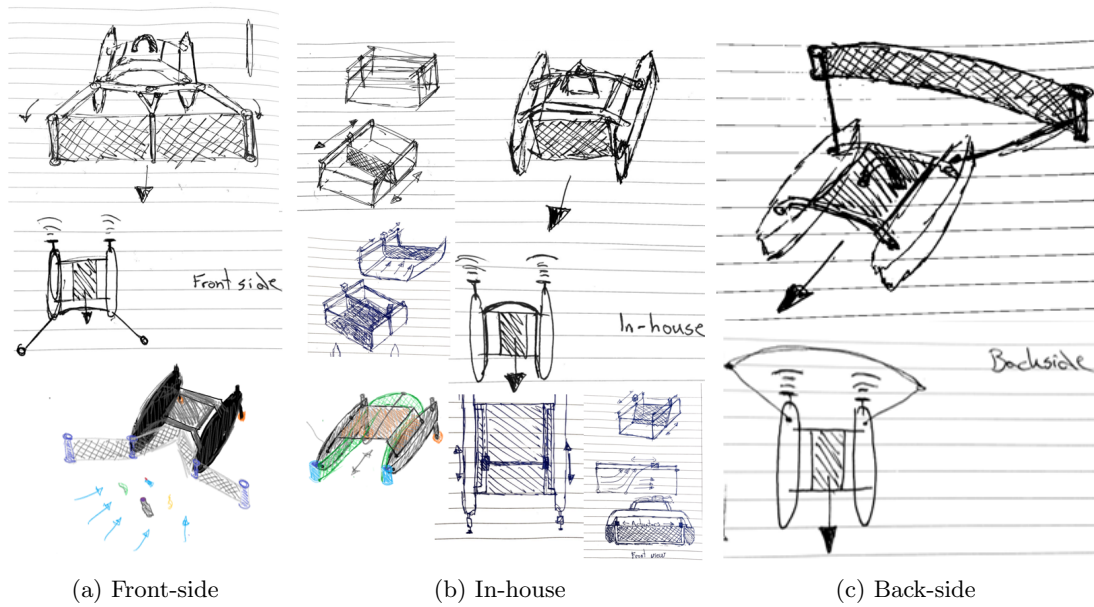 Front side
In-house
Backside
Front view
(a) Front-side
(b) In-house
(c) Back-side